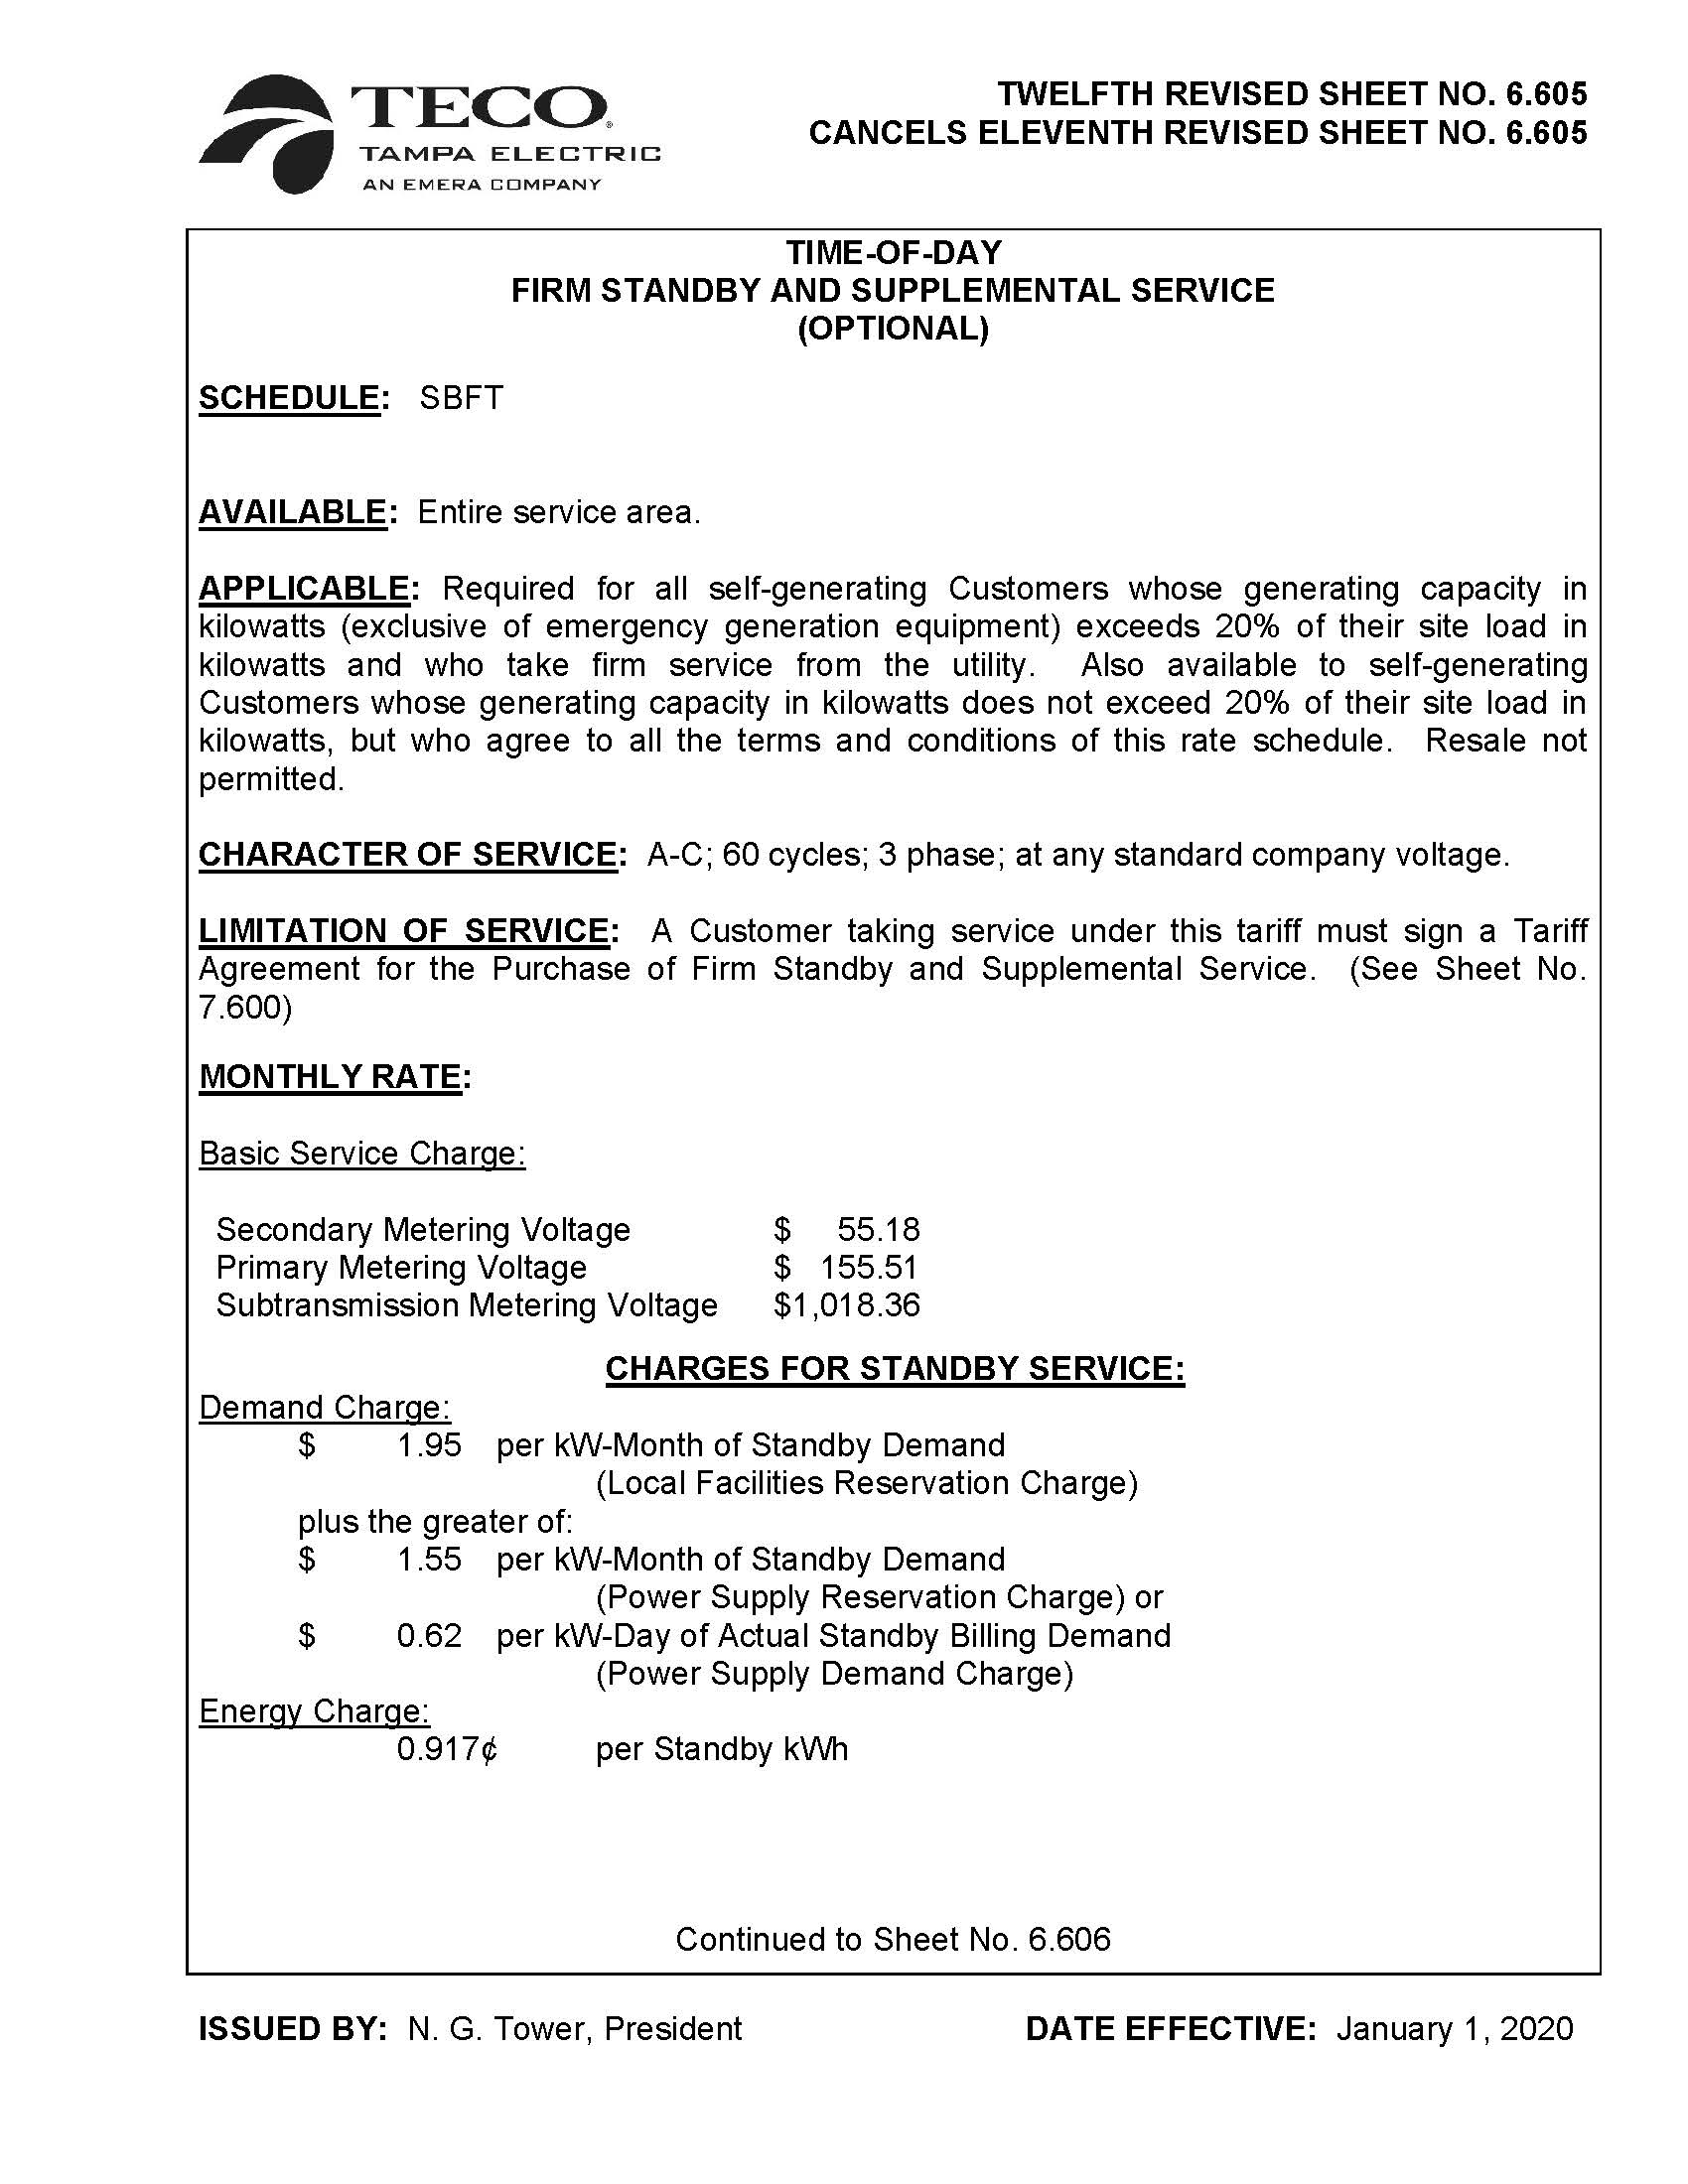 TECO®
TAMPA ELECTRIC
AN EMERA COMPANY
TWELFTH REVISED SHEET NO. 6.605
CANCELS ELEVENTH REVISED SHEET NO. 6.605
TIME-OF-DAY
FIRM STANDBY AND SUPPLEMENTAL SERVICE
(OPTIONAL)
SCHEDULE: SBFT
AVAILABLE: Entire service area.
APPLICABLE: Required for all self-generating Customers whose generating capacity in
kilowatts (exclusive of emergency generation equipment) exceeds 20% of their site load in
kilowatts and who take firm service from the utility. Also available to self-generating
Customers whose generating capacity in kilowatts does not exceed 20% of their site load in
kilowatts, but who agree to all the terms and conditions of this rate schedule. Resale not
permitted.
CHARACTER OF SERVICE: A-C; 60 cycles; 3 phase; at any standard company voltage.
LIMITATION OF SERVICE: A Customer taking service under this tariff must sign a Tariff
Agreement for the Purchase of Firm Standby and Supplemental Service. (See Sheet No.
7.600)
MONTHLY RATE:
Basic Service Charge:
Secondary Metering Voltage $ 55.18
Primary Metering Voltage $ 155.51
Subtransmission Metering Voltage $1,018.36
CHARGES FOR STANDBY SERVICE:
Demand Charge:
$ 1.95 per kW-Month of Standby Demand
(Local Facilities Reservation Charge)
plus the greater of:
$ 1.55 per kW-Month of Standby Demand
(Power Supply Reservation Charge) or
$ 0.62 per kW-Day of Actual Standby Billing Demand
(Power Supply Demand Charge)
Energy Charge:
0.917¢ per Standby kWh
Continued to Sheet No. 6.606
ISSUED BY: N. G. Tower, President
DATE EFFECTIVE: January 1, 2020